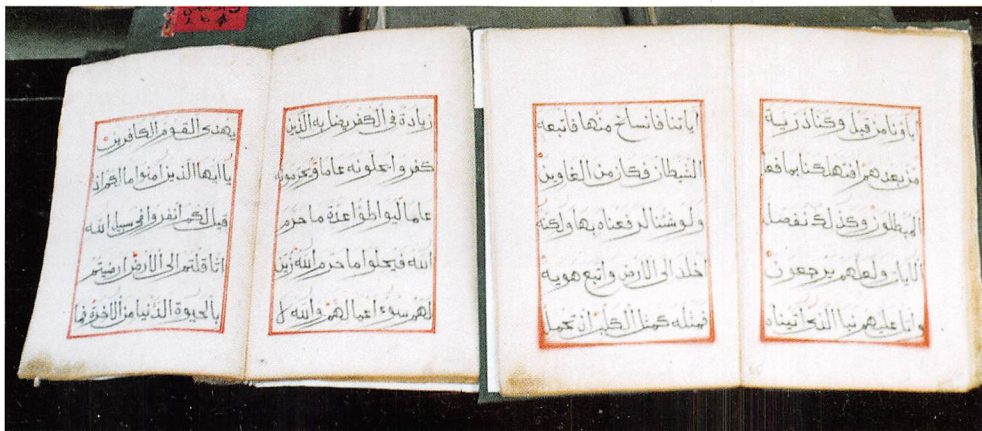 اباونا من قبل وكنا ذرية
من بعدهم افتهلكنا بما فعل
المبطلون وكذلك نفصل
الايات ولعلهم يرجعون
واتل عليهم نبا الذي اتيناه
اياتنا فانسلخ منها فاتبعه
الشيطان فكان من الغاوين
ولو شئنا لرفعناه بها ولكنه
اخلد الى الارض واتبع هويه
فمثله كمثل الكلب ان تحمل
زيادة في الكفر يضل به الذين
كفروا يحلونه عاما ويحرمونه
عاما ليواطؤا عدة ما حرم
الله فيحلوا ما حرم الله زين
لهم سوء اعمالهم والله لا
يهدى القوم الكافرين
يا ايها الذين امنوا ما لكم اذا
قيل لكم انفروا في سبيل الله
اثاقلتم الى الارض ارضيتم
بالحيوة الدنيا من الاخرة فما